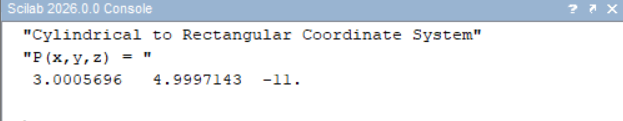 Scilab 2026.0.0 Console ? ↗ ✕
"Cylindrical to Rectangular Coordinate System"
"P(x,y,z) = "
3.0005696 4.9997143 -11.